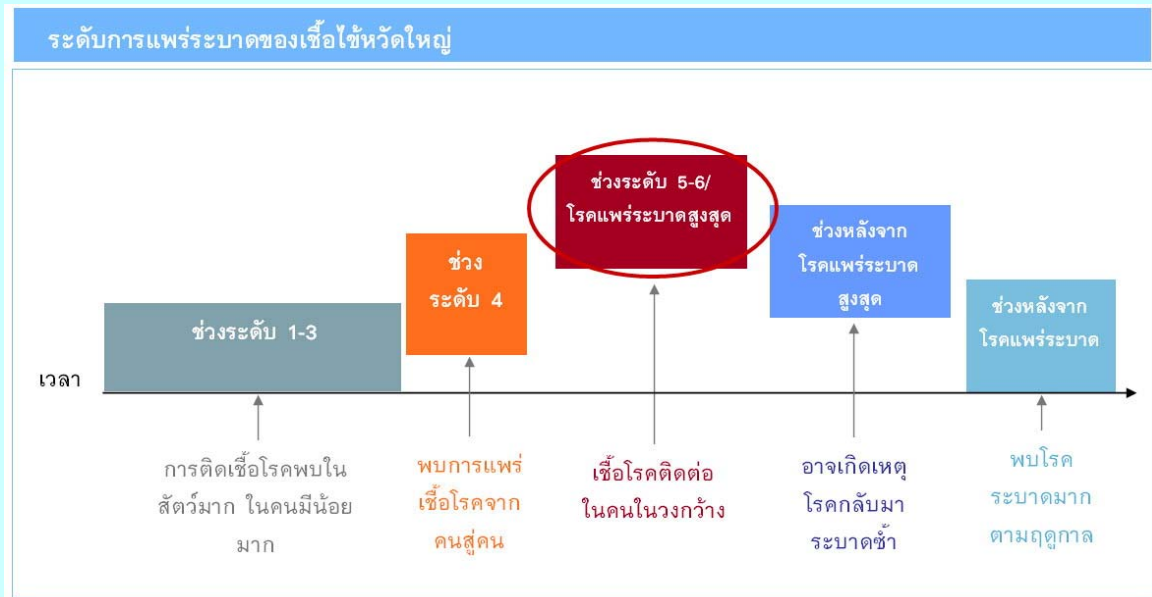 ระดับการแพร่ระบาดของเชื้อไข้หวัดใหญ่
ช่วงระดับ 5-6/
โรคแพร่ระบาดสูงสุด
ช่วงหลังจาก
โรคแพร่ระบาด
สูงสุด
ช่วง
ระดับ 4
ช่วงหลังจาก
โรคแพร่ระบาด
ช่วงระดับ 1-3
เวลา
การติดเชื้อโรคพบใน
สัตว์มาก ในคนมีน้อย
มาก
พบการแพร่
เชื้อโรคจาก
คนสู่คน
เชื้อโรคติดต่อ
ในคนในวงกว้าง
อาจเกิดเหตุ
โรคกลับมา
ระบาดซ้ำ
พบโรค
ระบาดมาก
ตามฤดูกาล